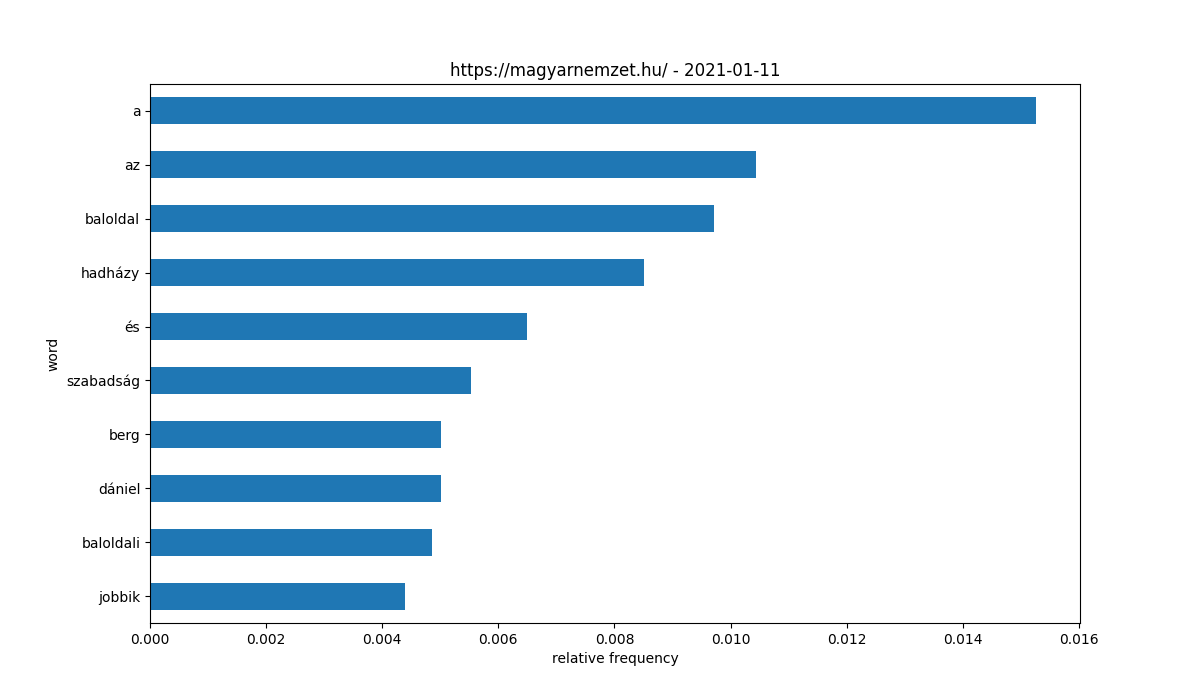 https://magyarnemzet.hu/ - 2021-01-11
a
az
baloldal
hadházy
és
szabadság
berg
dániel
baloldali
jobbik
word
0.000 0.002 0.004 0.006 0.008 0.010 0.012 0.014 0.016
relative frequency